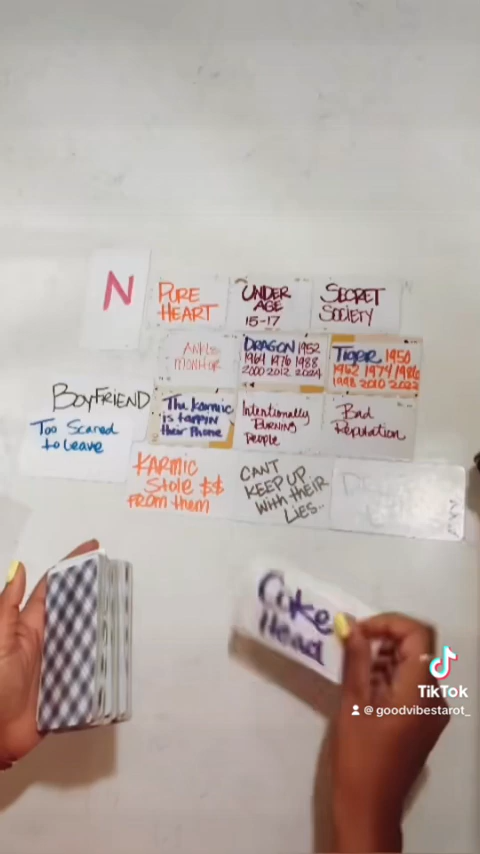 N
PURE
HEART
UNDER
AGE
15-17
SECRET
SOCIETY
ANKLE
MONITOR
DRAGON 1952
1964 1976 1988
2000 2012 2024
TIGER 1950
1962 1974 1986
1998 2010 2022
BOYFRIEND
Too Scared
to Leave
The Karmic
is tappin
their Phone
Intentionally
BURNING
People
Bad
Reputation
KARMIC
Stole $$
FROM them
CANT
KEEP UP
With THEIR
LIES..
Coke
Head
TikTok
@goodvibestarot_